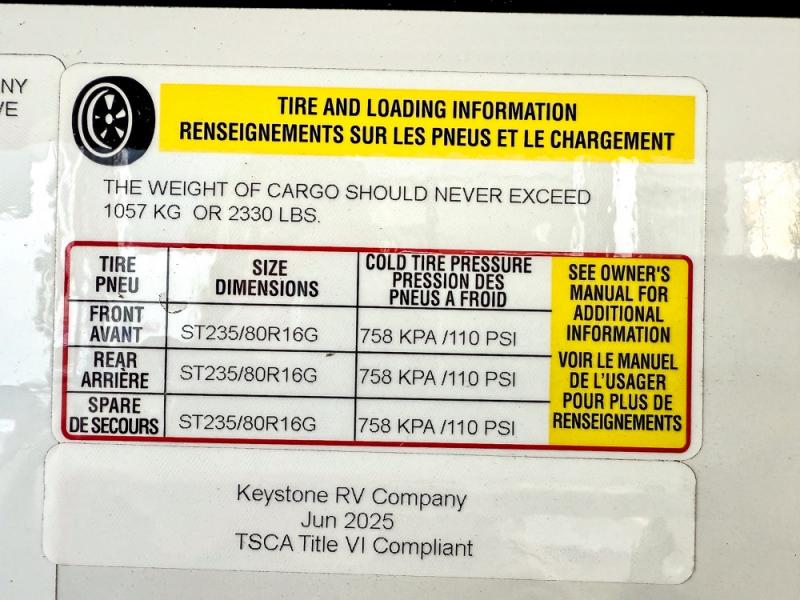 NY
VE
TIRE AND LOADING INFORMATION
RENSEIGNEMENTS SUR LES PNEUS ET LE CHARGEMENT
THE WEIGHT OF CARGO SHOULD NEVER EXCEED
1057 KG OR 2330 LBS.
TIRE
PNEU
SIZE
DIMENSIONS
COLD TIRE PRESSURE
PRESSION DES
PNEUS A FROID
FRONT
AVANT
ST235/80R16G
758 KPA /110 PSI
REAR
ARRIÈRE
ST235/80R16G
758 KPA /110 PSI
SPARE
DE SECOURS
ST235/80R16G
758 KPA /110 PSI
SEE OWNER'S
MANUAL FOR
ADDITIONAL
INFORMATION
VOIR LE MANUEL
DE L'USAGER
POUR PLUS DE
RENSEIGNEMENTS
Keystone RV Company
Jun 2025
TSCA Title VI Compliant